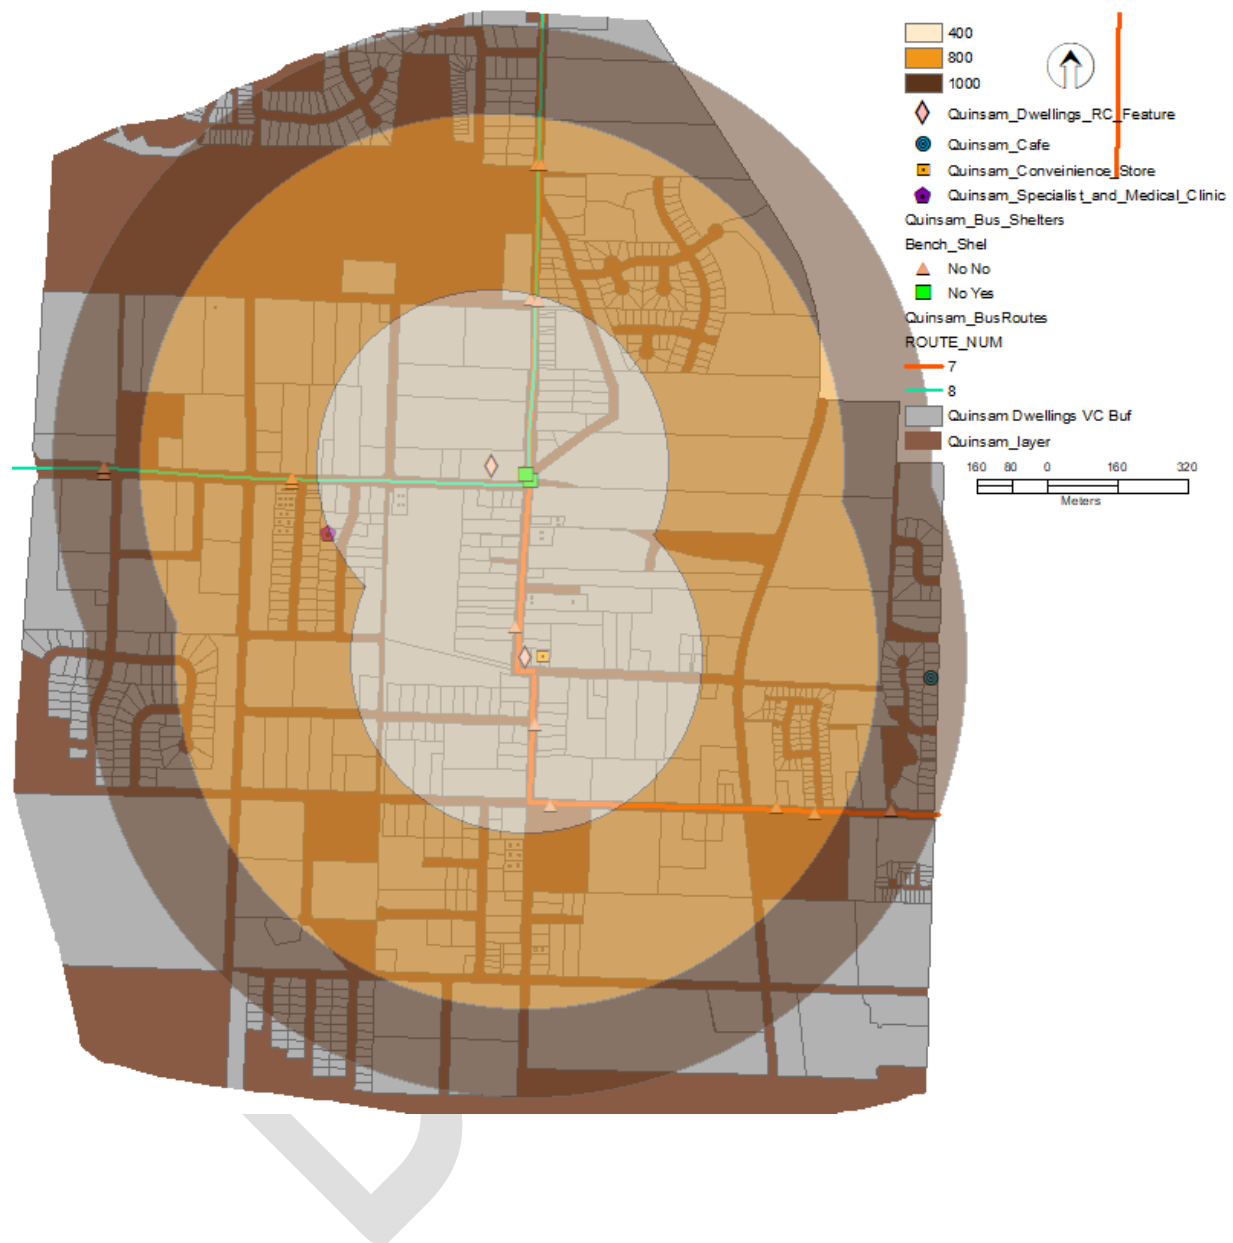 400
800
1000
Quinsam_Dwellings_RC_Feature
Quinsam_Cafe
Quinsam_Conveinience_Store
Quinsam_Specialist_and_Medical_Clinic
Quinsam_Bus_Shelters
Bench_Shel
No No
No Yes
Quinsam_BusRoutes
ROUTE_NUM
7
8
Quinsam Dwellings VC Buf
Quinsam_layer
160 80 0 160 320
Meters